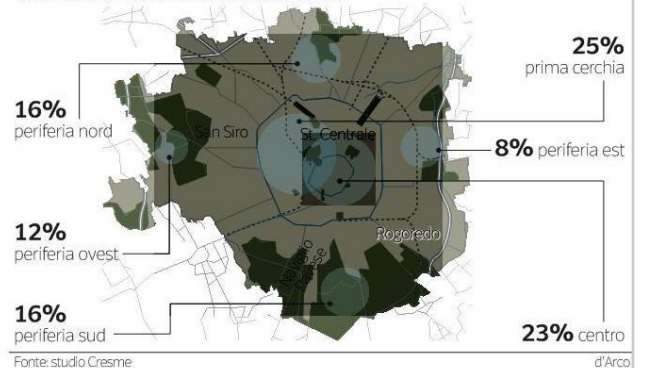 25%
prima cerchia
16%
periferia nord
San Siro
St. Centrale
8% periferia est
12%
periferia ovest
Rogoredo
Naviglio
Pavese
16%
periferia sud
23% centro
Fonte: studio Cresme
d'Arco